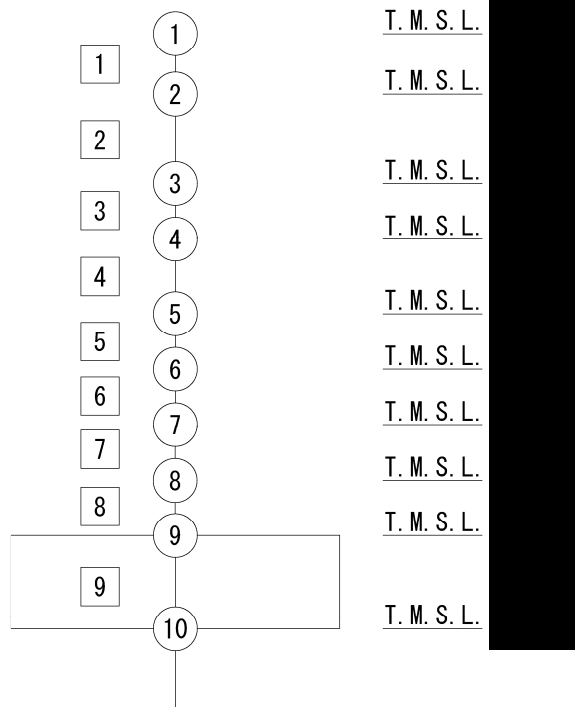 1 T. M. S. L.
1
2 T. M. S. L.
2
3 T. M. S. L.
3
4 T. M. S. L.
4
5 T. M. S. L.
5
6 T. M. S. L.
6
7 T. M. S. L.
7
8 T. M. S. L.
8
9 T. M. S. L.
9
10 T. M. S. L.